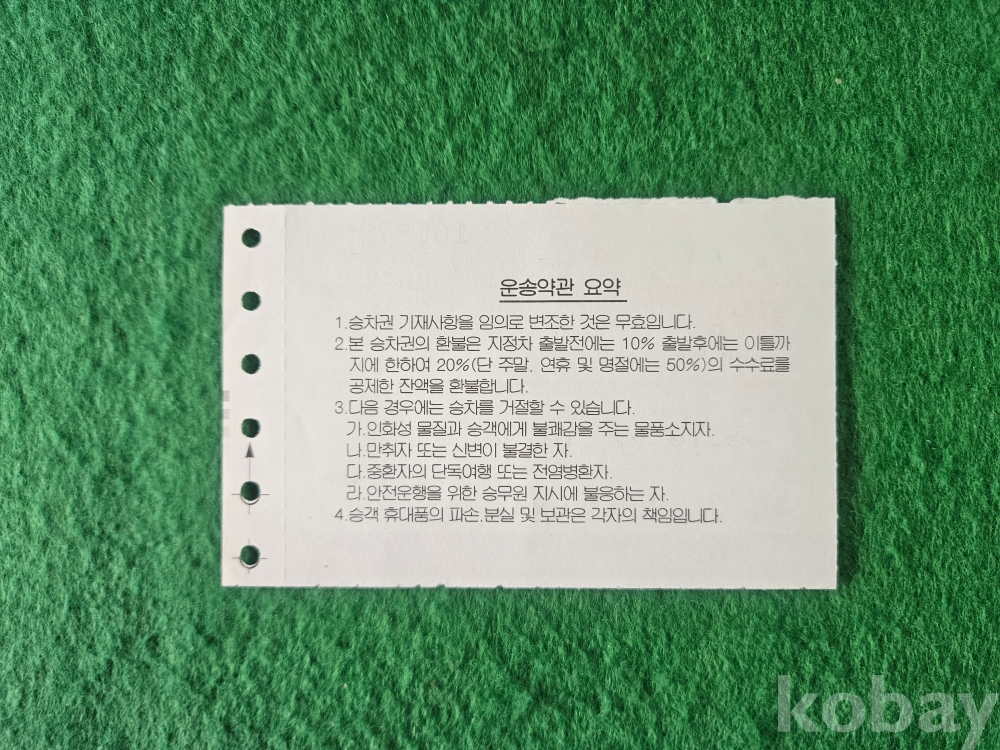 운송약관 요약
1.승차권 기재사항을 임의로 변조한 것은 무효입니다.
2.본 승차권의 환불은 지정차 출발전에는 10% 출발후에는 이틀까
지에 한하여 20%(단 주말, 연휴 및 명절에는 50%)의 수수료를
공제한 잔액을 환불합니다.
3.다음 경우에는 승차를 거절할 수 있습니다.
가.인화성 물질과 승객에게 불쾌감을 주는 물품소지자.
나.만취자 또는 신변이 불결한 자.
다.중환자의 단독여행 또는 전염병환자.
라.안전운행을 위한 승무원 지시에 불응하는 자.
4.승객 휴대품의 파손,분실 및 보관은 각자의 책임입니다.
kobay